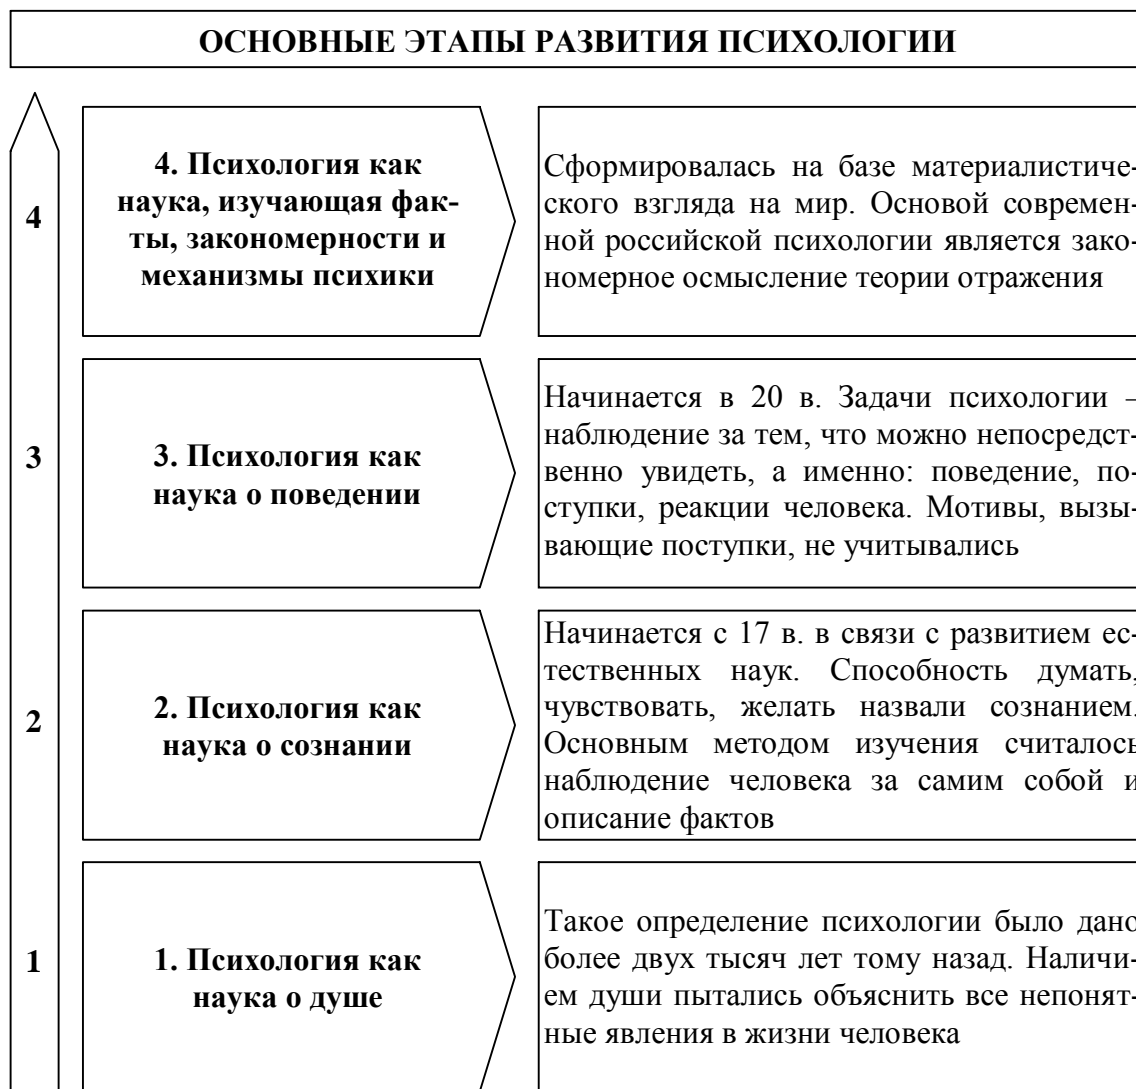 ОСНОВНЫЕ ЭТАПЫ РАЗВИТИЯ ПСИХОЛОГИИ
4
4. Психология как
наука, изучающая фак-
ты, закономерности и
механизмы психики
Сформировалась на базе материалистиче-
ского взгляда на мир. Основой современ-
ной российской психологии является зако-
номерное осмысление теории отражения
3
3. Психология как
наука о поведении
Начинается в 20 в. Задачи психологии –
наблюдение за тем, что можно непосредст-
венно увидеть, а именно: поведение, по-
ступки, реакции человека. Мотивы, вызы-
вающие поступки, не учитывались
2
2. Психология как
наука о сознании
Начинается с 17 в. в связи с развитием ес-
тественных наук. Способность думать,
чувствовать, желать назвали сознанием.
Основным методом изучения считалось
наблюдение человека за самим собой и
описание фактов
1
1. Психология как
наука о душе
Такое определение психологии было дано
более двух тысяч лет тому назад. Наличи-
ем души пытались объяснить все непонят-
ные явления в жизни человека